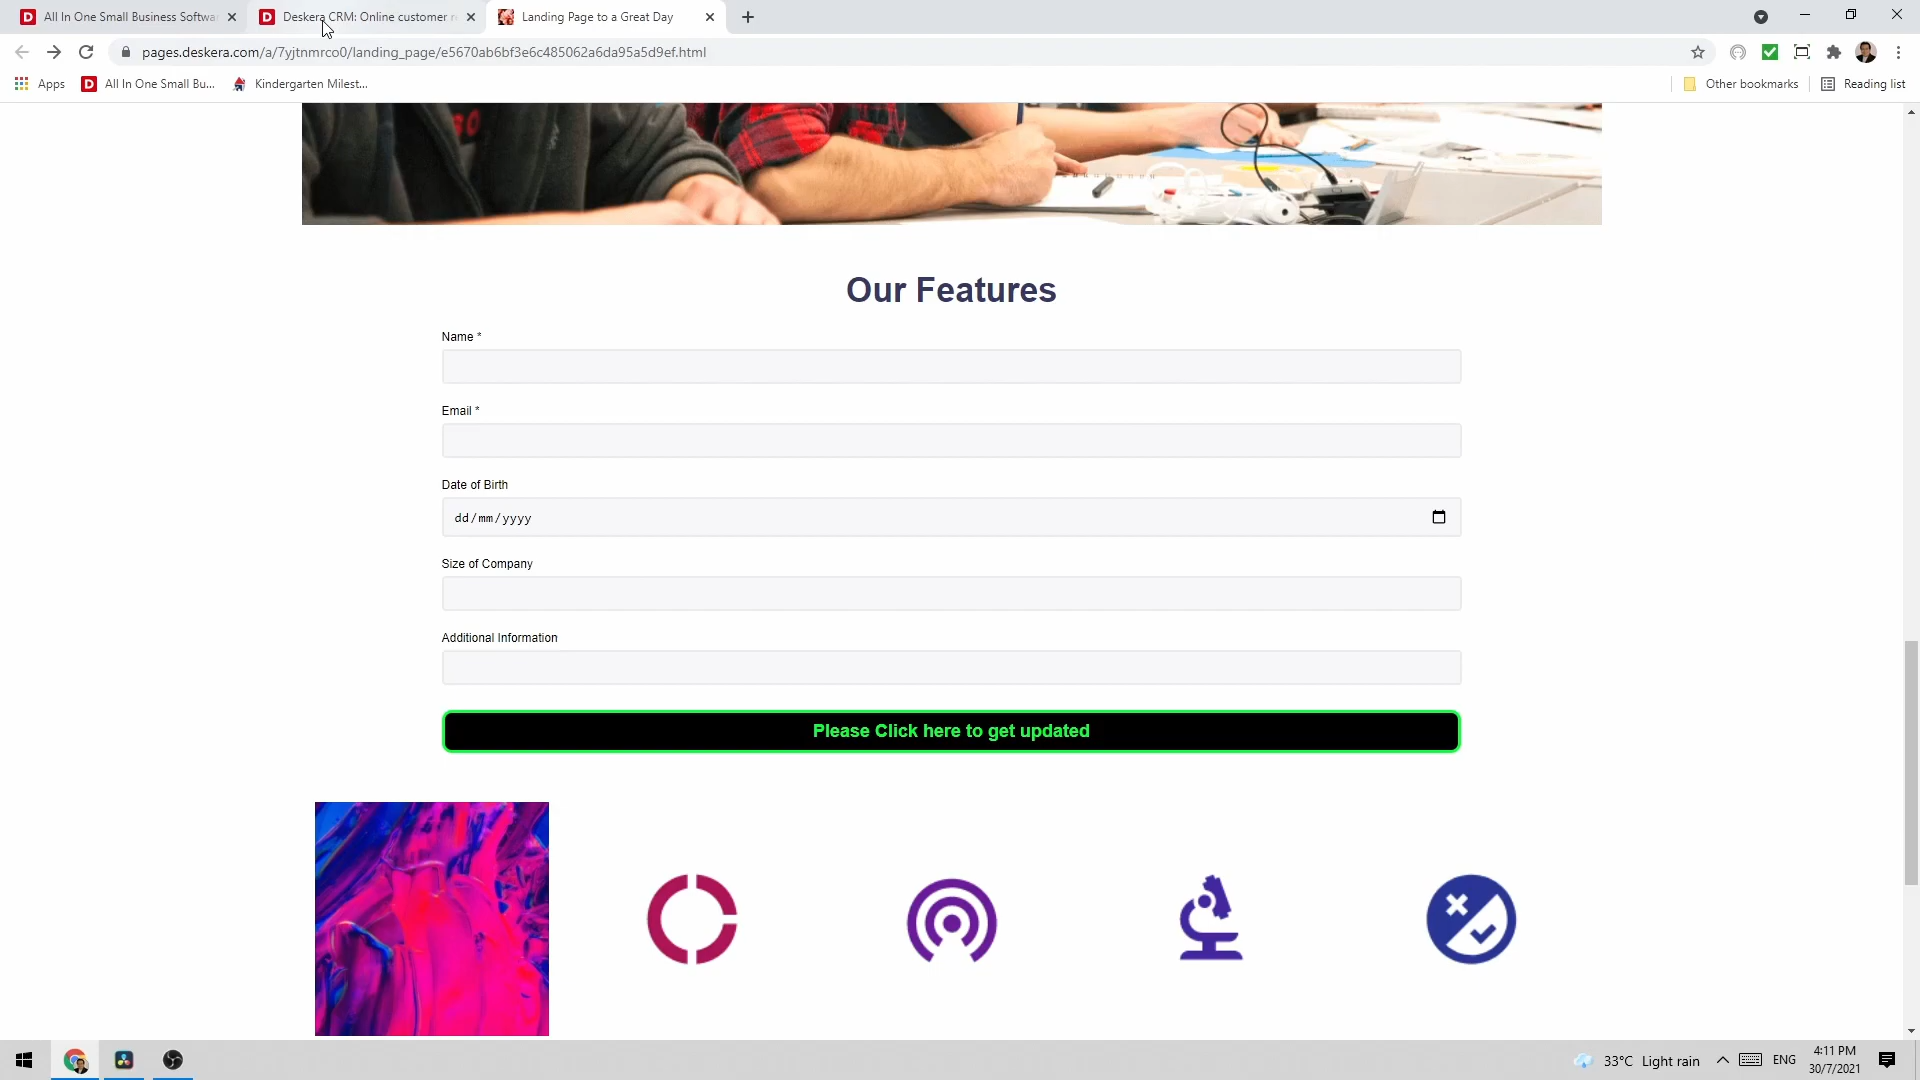 All In One Small Business Softwa
Deskera CRM: Online customer r
Landing Page to a Great Day
pages.deskera.com/a/7yjtnmrco0/landing_page/e5670ab6bf3e6c485062a6da95a5d9ef.html
Apps
All In One Small Bu...
Kindergarten Milest...
Other bookmarks
Reading list
Our Features
Name *
Email *
Date of Birth
dd/mm/yyyy
Size of Company
Additional Information
Please Click here to get updated
33°C Light rain
ENG
4:11 PM
30/7/2021